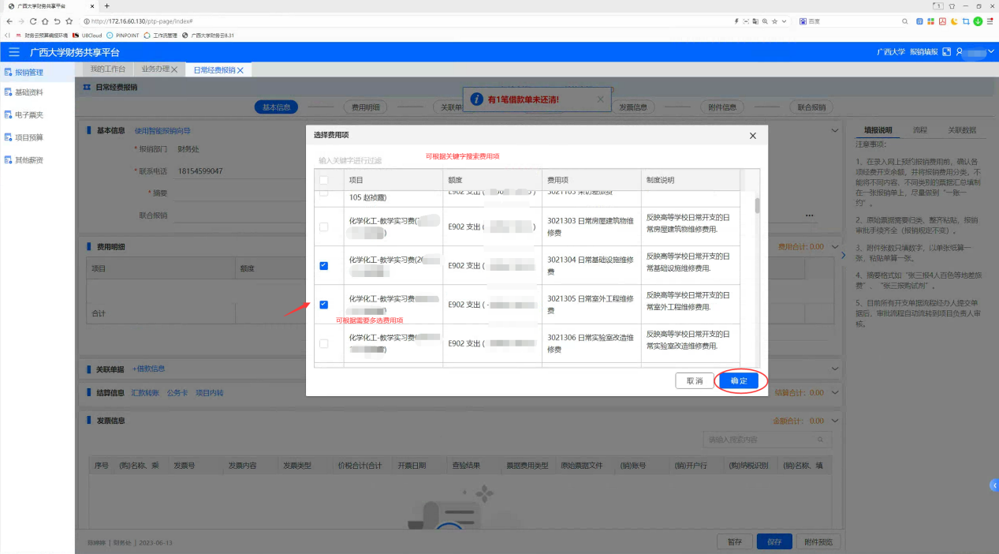 广西大学财务共享平台
http://172.16.60.130/ptp-page/index#
百度
财务云预算编报环境 UBCloud PINPOINT 工作流管理 广西大学财务云8.31
广西大学财务共享平台
广西大学 报销填报
报销管理
基础资料
电子票夹
项目预算
其他薪资
我的工作台 业务办理 日常经费报销
日常经费报销
有1笔借款单未还清!
基本信息 费用明细 关联单 发票信息 附件信息 联合报销
基本信息 使用智能报销向导
* 报销部门 财务处
* 联系电话 18154599047
* 摘要
联合报销
费用明细 费用合计: 0.00
项目 额度
合计
关联单据 +借款信息
结算信息 汇款转账 公务卡 项目内转 结算合计: 0.00
发票信息 金额合计: 0.00
请输入搜索内容
序号 (购)名称、乘 发票号 发票内容 发票类型 价税合计(合计 开票日期 查验结果 票据费用类型 原始票据文件 (销)账号 (销)开户行 (购)纳税识别 (销)名称、填
财务处 | 2023-06-13
暂存 保存 附件预览
选择费用项
输入关键字进行过滤
可根据关键字搜索费用项
项目 额度 费用项 制度说明
E902 支出 ( ) 3021103 来访差旅费
化学化工-教学实习费( E902 支出 ( ) 3021303 日常房屋建筑物维修费 反映高等学校日常开支的日常房屋建筑物维修费用.
化学化工-教学实习费(20 E902 支出 ( 3021304 日常基础设施维修费 反映高等学校日常开支的日常基础设施维修费用.
化学化工-教学实习费 E902 支出 ( - 3021305 日常室外工程维修费 反映高等学校日常开支的日常室外工程维修费用.
可根据需要多选费用项
化学化工-教学实习费( E902 支出 ( 3021306 日常实验室改造维修费 反映高等学校日常开支的日常实验室改造维修费用.
取消 确定
填报说明 流程 关联数据
注意事项:
1、在录入网上预约报销费用前，确认各
项经费开支余额，并将报销费用分类，不
能将不同内容、不同类别的票据汇总填制
在一张报销单上，尽量做到“一账一
约”。
2、原始票据需要归类、整齐粘贴，报销
审批手续齐全（报销规定不变）。
3、附件张数只填数字，以单张纸算一
张，粘贴单算一张。
4、摘要格式如“张三报4人百色等地差旅
费”、“张三报购试剂”。
5、目前所有开支单据流程经办人提交单
据后，审批流程自动流转到项目负责人审
核。